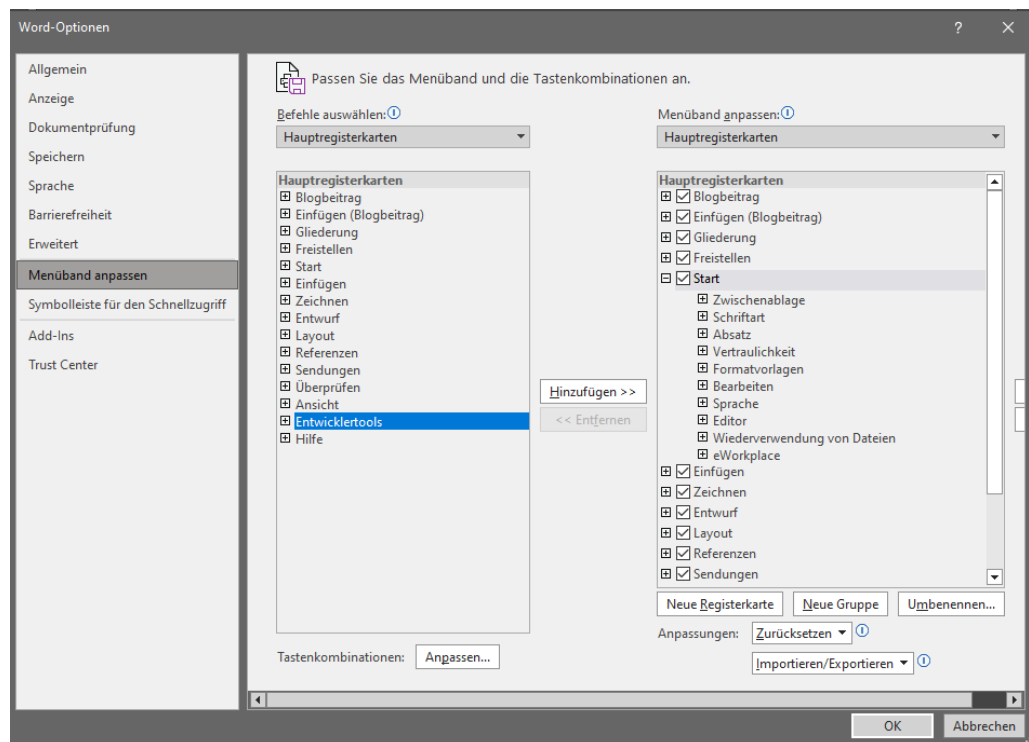 Word-Optionen
Allgemein
Anzeige
Dokumentprüfung
Speichern
Sprache
Barrierefreiheit
Erweitert
Menüband anpassen
Symbolleiste für den Schnellzugriff
Add-Ins
Trust Center
Passen Sie das Menüband und die Tastenkombinationen an.
Befehle auswählen:
Hauptregisterkarten
Hauptregisterkarten
Blogbeitrag
Einfügen (Blogbeitrag)
Gliederung
Freistellen
Start
Einfügen
Zeichnen
Entwurf
Layout
Referenzen
Sendungen
Überprüfen
Ansicht
Entwicklertools
Hilfe
Tastenkombinationen: Anpassen...
Hinzufügen >>
<< Entfernen
Menüband anpassen:
Hauptregisterkarten
Hauptregisterkarten
Blogbeitrag
Einfügen (Blogbeitrag)
Gliederung
Freistellen
Start
Zwischenablage
Schriftart
Absatz
Vertraulichkeit
Formatvorlagen
Bearbeiten
Sprache
Editor
Wiederverwendung von Dateien
eWorkplace
Einfügen
Zeichnen
Entwurf
Layout
Referenzen
Sendungen
Neue Registerkarte Neue Gruppe Umbenennen...
Anpassungen: Zurücksetzen
Importieren/Exportieren
OK Abbrechen